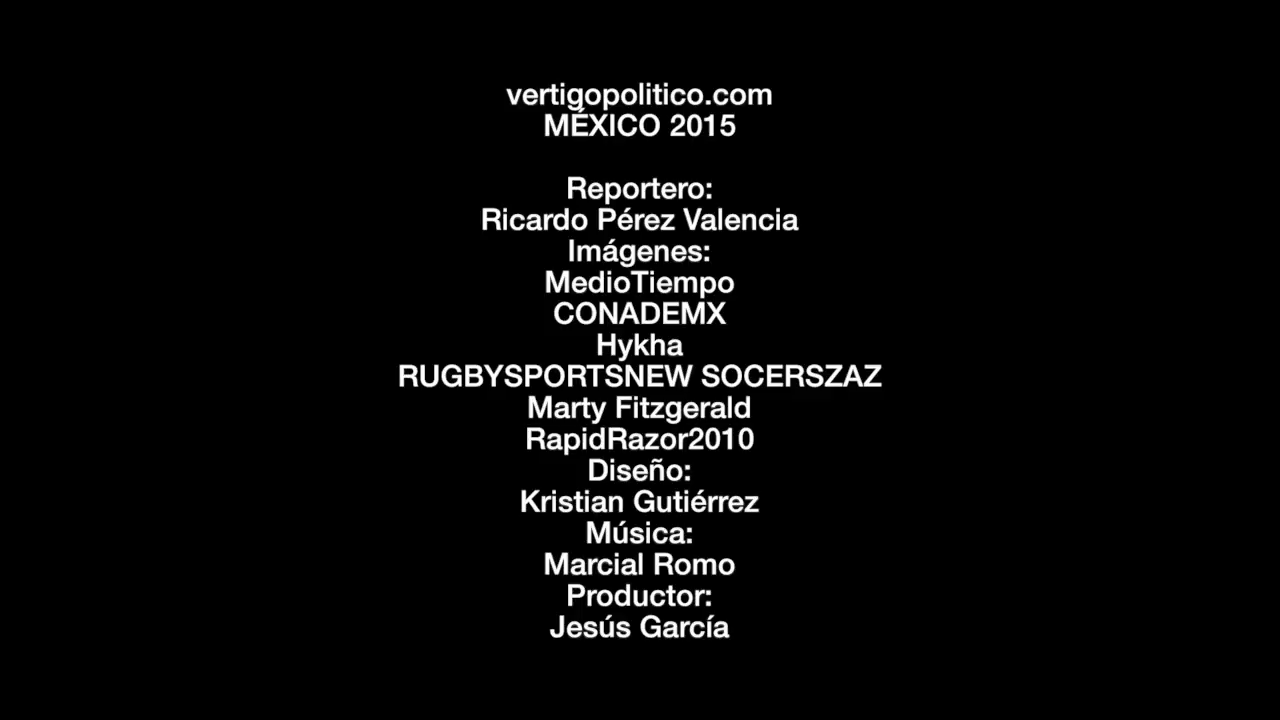 vertigopolitico.com
MÉXICO 2015
Reportero:
Ricardo Pérez Valencia
Imágenes:
MedioTiempo
CONADEMX
Hykha
RUGBYSPORTSNEW SOCERSZAZ
Marty Fitzgerald
RapidRazor2010
Diseño:
Kristian Gutiérrez
Música:
Marcial Romo
Productor:
Jesús García